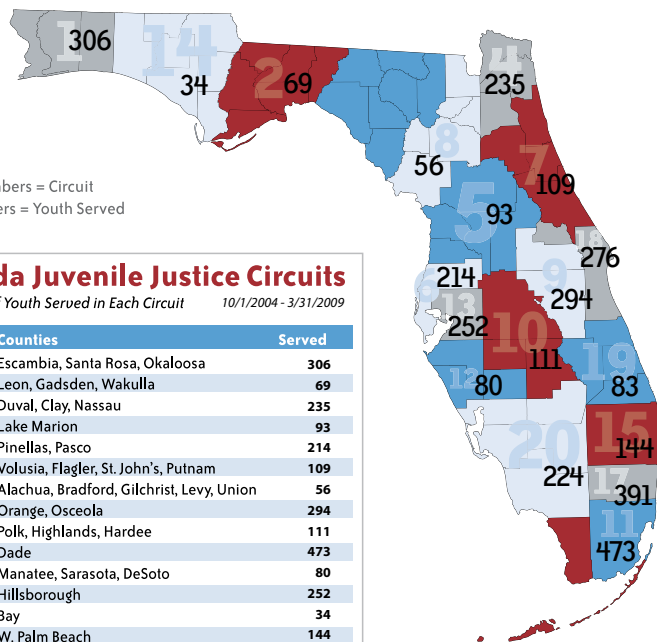 1 306
14 34
2 69
4 235
8 56
7 109
5 93
18 276
6 214
9 294
13 252
10 111
19 83
12 80
15 144
20 224
17 391
11 473
= Circuit
= Youth Served
Juvenile Justice Circuits
Youth Served in Each Circuit 10/1/2004 - 3/31/2009
Counties Served
Escambia, Santa Rosa, Okaloosa 306
Leon, Gadsden, Wakulla 69
Duval, Clay, Nassau 235
Lake Marion 93
Pinellas, Pasco 214
Volusia, Flagler, St. John's, Putnam 109
Alachua, Bradford, Gilchrist, Levy, Union 56
Orange, Osceola 294
Polk, Highlands, Hardee 111
Dade 473
Manatee, Sarasota, DeSoto 80
Hillsborough 252
Bay 34
W. Palm Beach 144